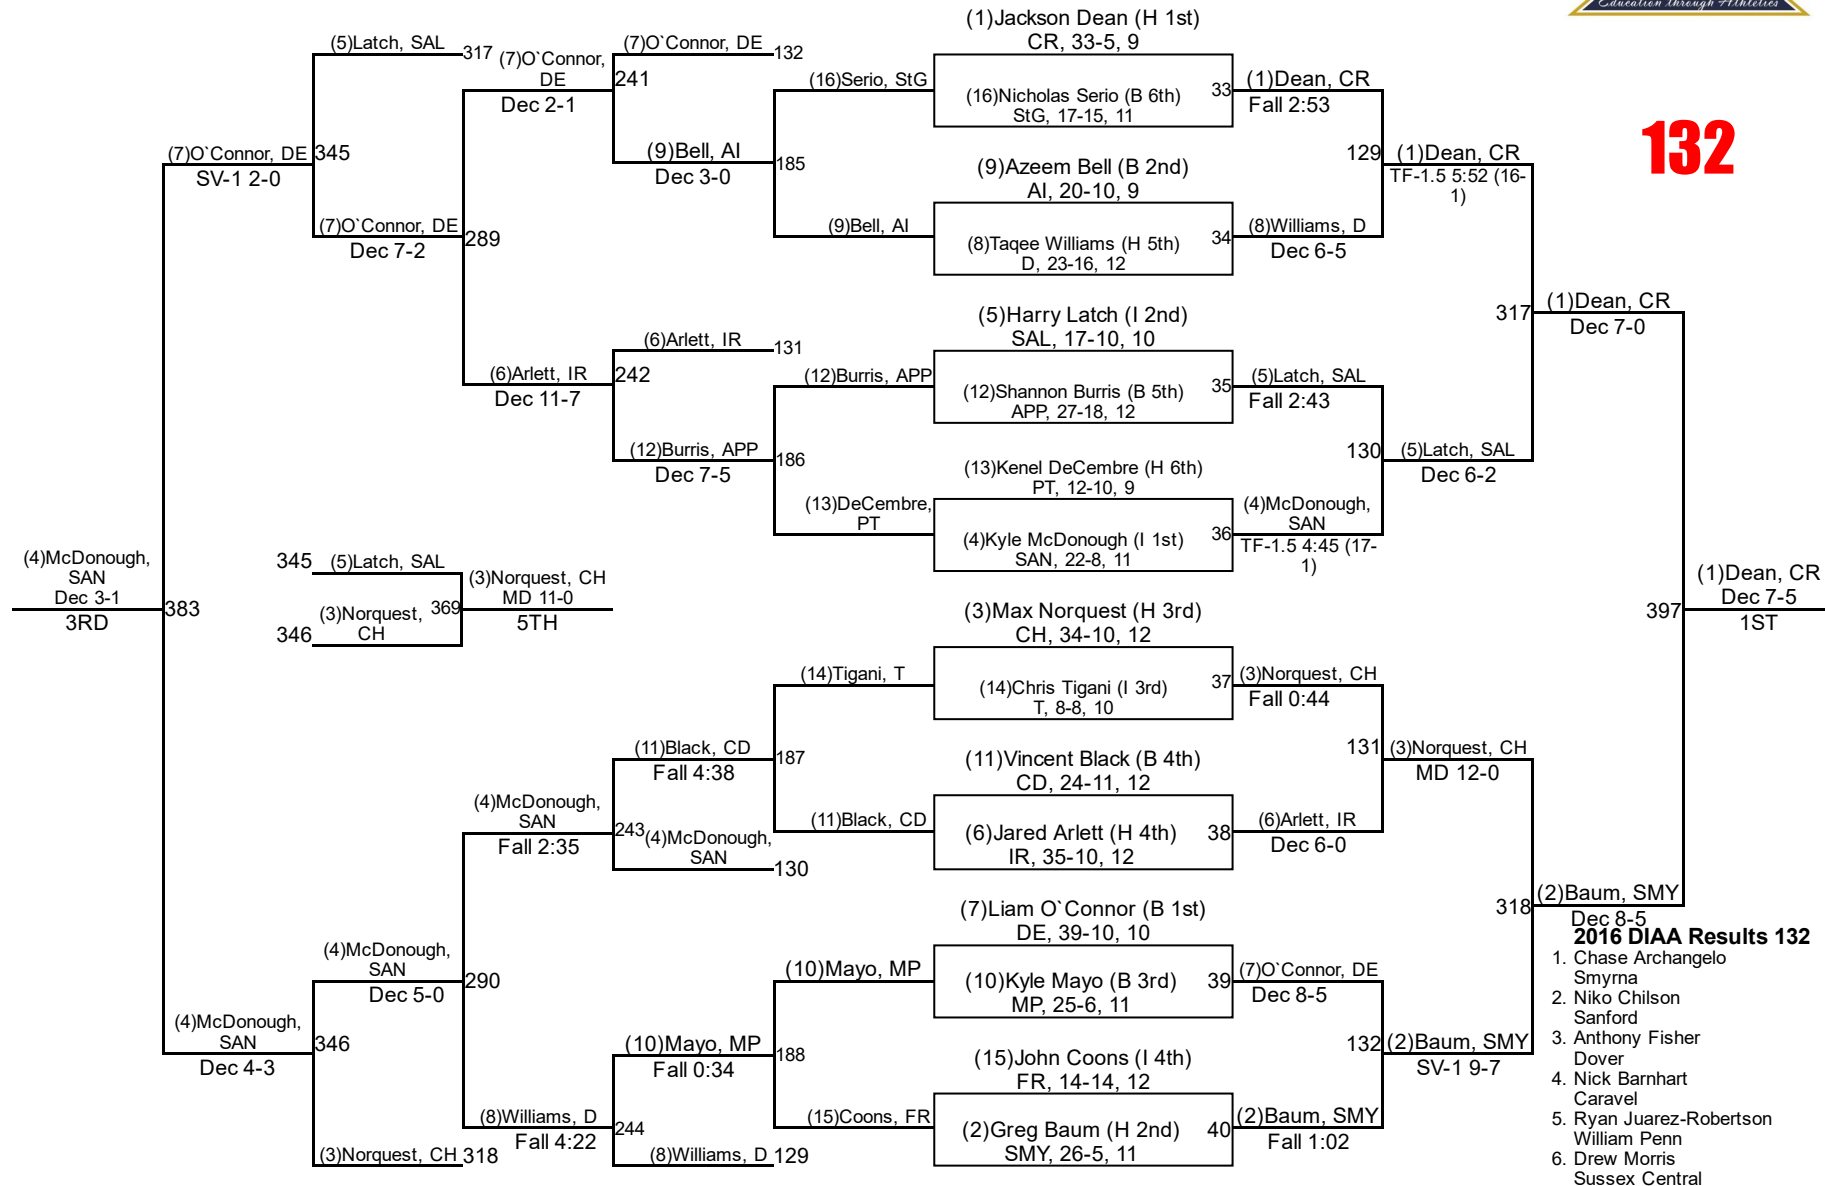 Education through Athletics
132
(1)Jackson Dean (H 1st)
CR, 33-5, 9
(16)Nicholas Serio (B 6th)
StG, 17-15, 11
33
(9)Azeem Bell (B 2nd)
AI, 20-10, 9
(8)Taqee Williams (H 5th)
D, 23-16, 12
34
(5)Harry Latch (I 2nd)
SAL, 17-10, 10
(12)Shannon Burris (B 5th)
APP, 27-18, 12
35
(13)Kenel DeCembre (H 6th)
PT, 12-10, 9
(4)Kyle McDonough (I 1st)
SAN, 22-8, 11
36
(3)Max Norquest (H 3rd)
CH, 34-10, 12
(14)Chris Tigani (I 3rd)
T, 8-8, 10
37
(11)Vincent Black (B 4th)
CD, 24-11, 12
(6)Jared Arlett (H 4th)
IR, 35-10, 12
38
(7)Liam O`Connor (B 1st)
DE, 39-10, 10
(10)Kyle Mayo (B 3rd)
MP, 25-6, 11
39
(15)John Coons (I 4th)
FR, 14-14, 12
(2)Greg Baum (H 2nd)
SMY, 26-5, 11
40
(1)Dean, CR
Fall 2:53
129
(8)Williams, D
Dec 6-5
(5)Latch, SAL
Fall 2:43
130
(4)McDonough,
SAN
TF-1.5 4:45 (17-
1)
(3)Norquest, CH
Fall 0:44
131
(6)Arlett, IR
Dec 6-0
(7)O`Connor, DE
Dec 8-5
132
(2)Baum, SMY
Fall 1:02
(1)Dean, CR
TF-1.5 5:52 (16-
1)
317
(5)Latch, SAL
Dec 6-2
(3)Norquest, CH
MD 12-0
318
(2)Baum, SMY
SV-1 9-7
(1)Dean, CR
Dec 7-0
397
(2)Baum, SMY
Dec 8-5
(1)Dean, CR
Dec 7-5
1ST
(16)Serio, StG
185
(9)Bell, AI
(12)Burris, APP
186
(13)DeCembre,
PT
(14)Tigani, T
187
(11)Black, CD
(10)Mayo, MP
188
(15)Coons, FR
(7)O`Connor, DE
132
241
(9)Bell, AI
Dec 3-0
(6)Arlett, IR
131
242
(12)Burris, APP
Dec 7-5
(11)Black, CD
Fall 4:38
243
(4)McDonough,
SAN
130
(10)Mayo, MP
Fall 0:34
244
(8)Williams, D
129
(7)O`Connor,
DE
Dec 2-1
289
(6)Arlett, IR
Dec 11-7
(4)McDonough,
SAN
Fall 2:35
290
(8)Williams, D
Fall 4:22
(5)Latch, SAL
317
345
(7)O`Connor, DE
Dec 7-2
(4)McDonough,
SAN
Dec 5-0
346
(3)Norquest, CH
318
(7)O`Connor, DE
SV-1 2-0
383
(4)McDonough,
SAN
Dec 4-3
(4)McDonough,
SAN
Dec 3-1
3RD
345
(5)Latch, SAL
346
(3)Norquest,
CH
369
(3)Norquest, CH
MD 11-0
5TH
2016 DIAA Results 132
1. Chase Archangelo
Smyrna
2. Niko Chilson
Sanford
3. Anthony Fisher
Dover
4. Nick Barnhart
Caravel
5. Ryan Juarez-Robertson
William Penn
6. Drew Morris
Sussex Central